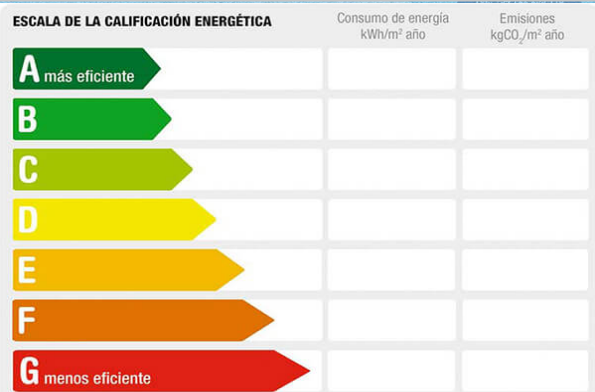 ESCALA DE LA CALIFICACIÓN ENERGÉTICA
Consumo de energía
kWh/m² año
Emisiones
kgCO₂/m² año
A más eficiente
B
C
D
E
F
G menos eficiente